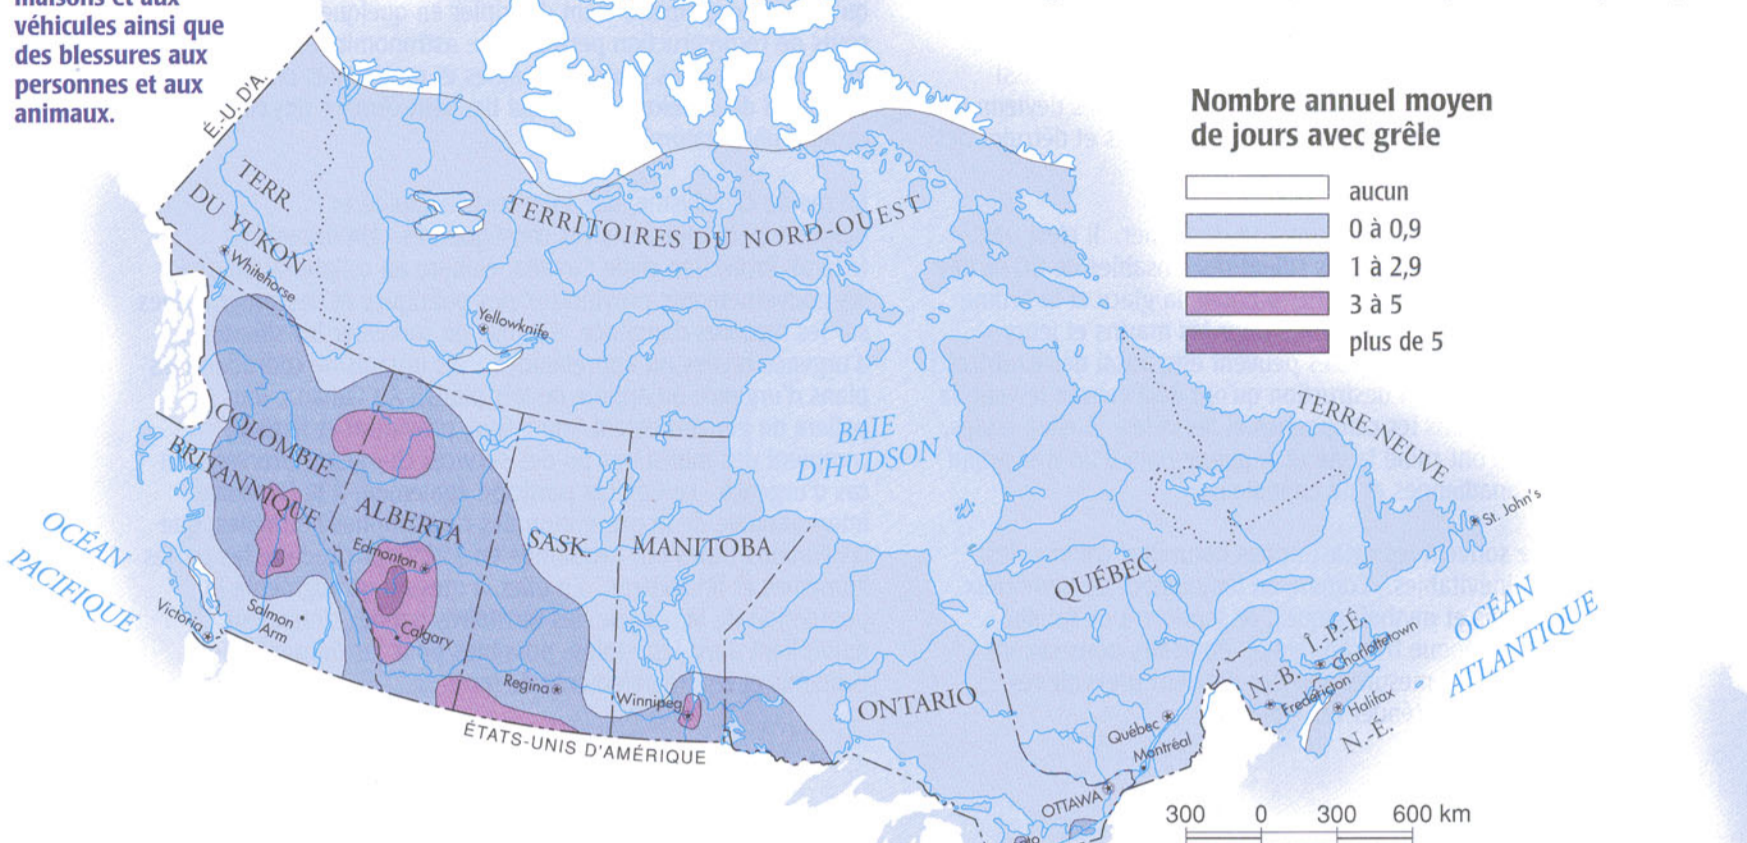 maisons et aux
véhicules ainsi que
des blessures aux
personnes et aux
animaux.
É.-U. D'A.
TERR.
DU YUKON
Whitehorse
TERRITOIRES DU NORD-OUEST
Yellowknife
Nombre annuel moyen
de jours avec grêle
aucun
0 à 0,9
1 à 2,9
3 à 5
plus de 5
COLOMBIE-
BRITANNIQUE
ALBERTA
Edmonton
Calgary
SASK.
Regina
MANITOBA
Winnipeg
BAIE
D'HUDSON
ONTARIO
OTTAWA
QUÉBEC
Québec
Montréal
TERRE-NEUVE
St. John's
OCÉAN
PACIFIQUE
Victoria
Salmon
Arm
ÉTATS-UNIS D'AMÉRIQUE
Î.-P.-É.
Charlottetown
N.-B.
Fredericton
Halifax
N.-É.
OCÉAN
ATLANTIQUE
300 0 300 600 km